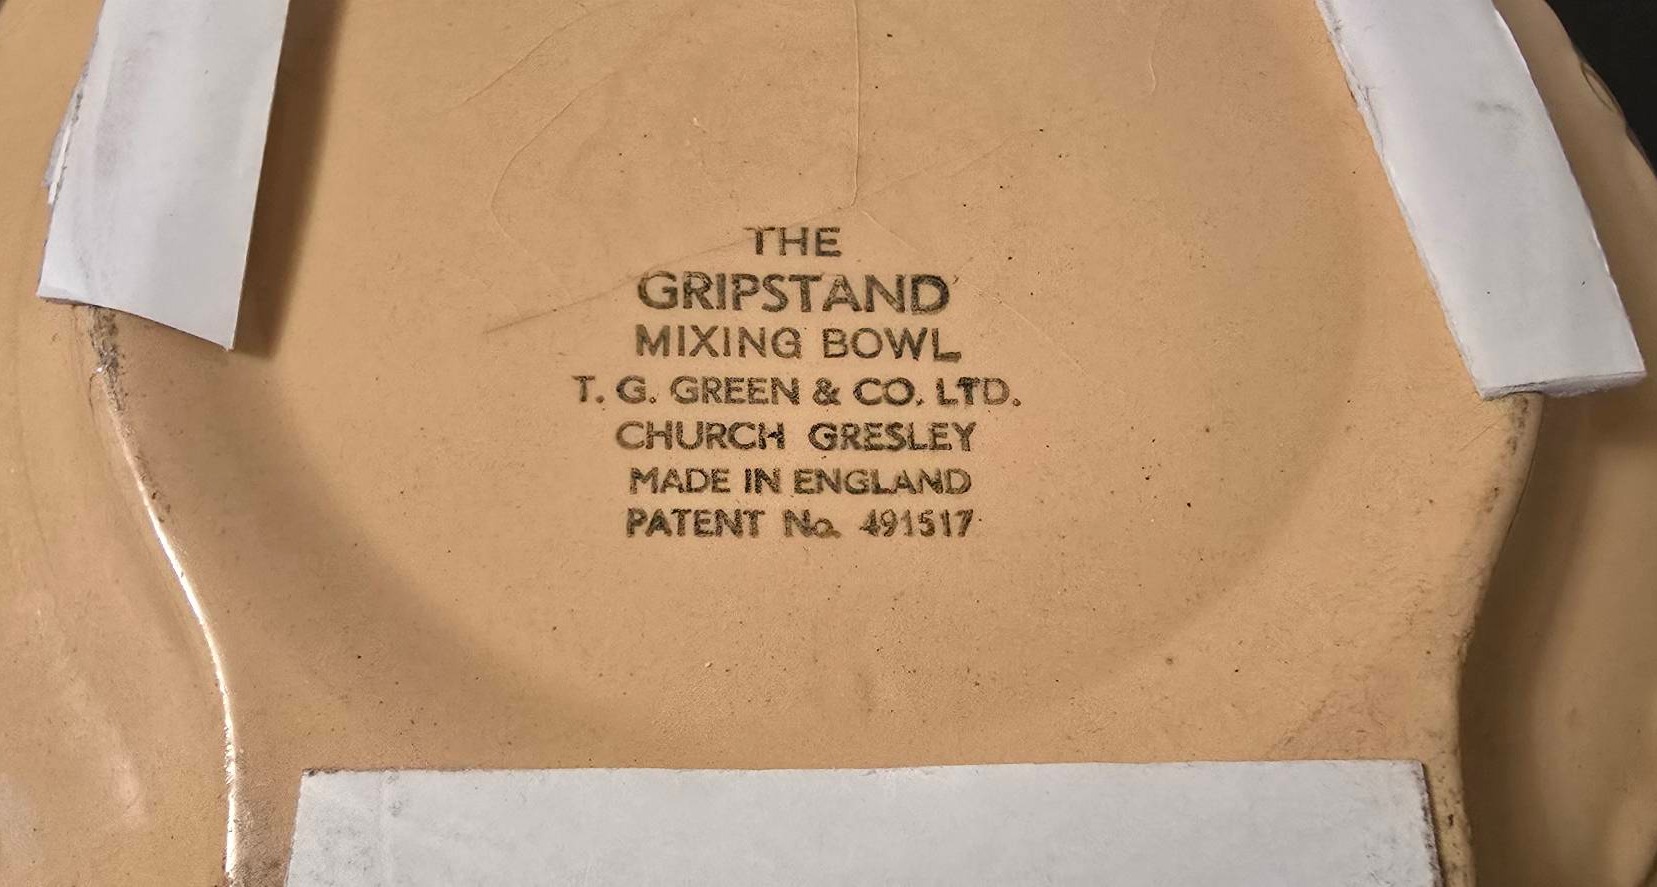 THE
GRIPSTAND
MIXING BOWL
T. G. GREEN & CO. LTD.
CHURCH GRESLEY
MADE IN ENGLAND
PATENT No. 491517